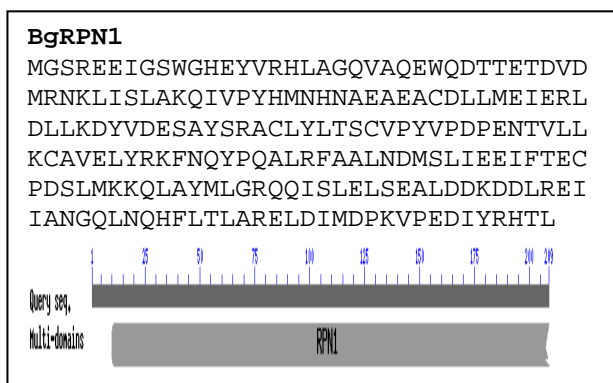 BgRPN1
MGSREEIGSWGHEYVRHLAGQVAQEWQDTTETDVD
MRNKLISLAKQIVPYHMNHNAEAEACDLLMEIERL
DLLKDYVDESAYSRACLYLTSCVPYVPDPENTVLL
KCAVELYRKFNQYPQALRFAALNDMSLIEEIFTEC
PDSLMKKQLAYMLGRQQISLELSEALDDKDDLREI
IANGQLNQHFLTLARELDIMDPKVPEDIYRHTL
1 25 50 75 100 125 150 175 200 209
Query seq.
Multi-domains RPN1